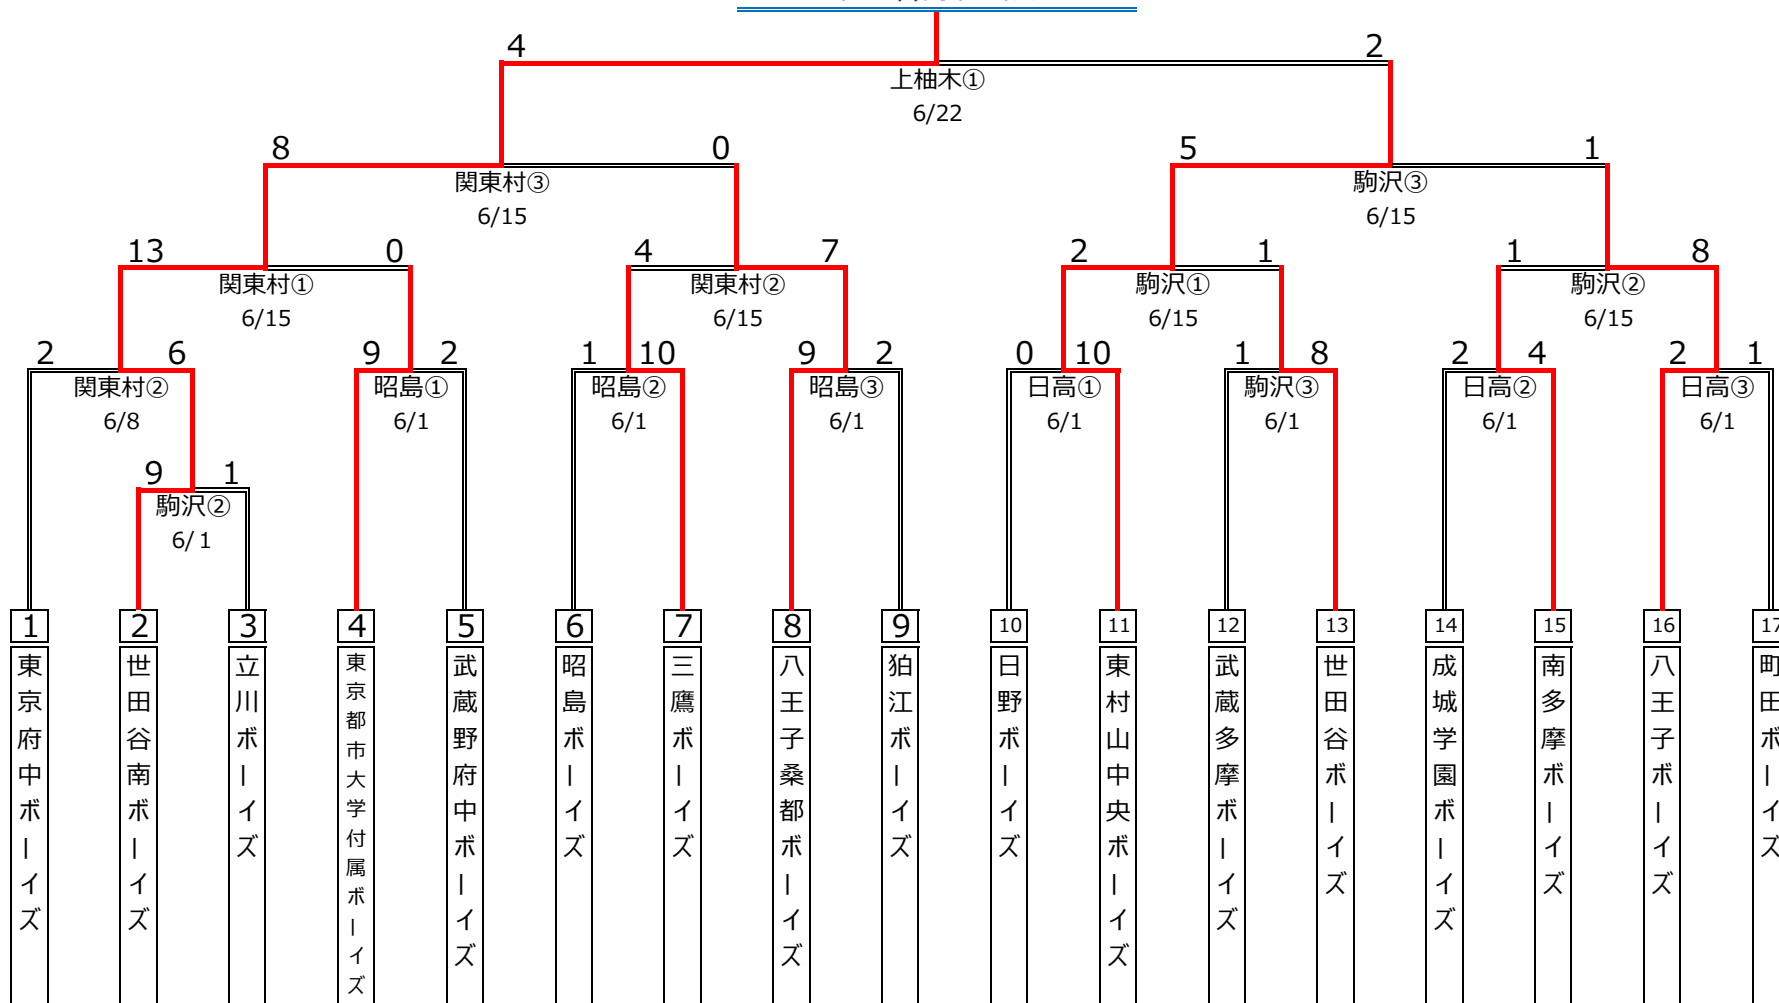 4 2
上柚木①
6/22
8 0 5 1
関東村③ 駒沢③
6/15 6/15
13 0 4 7 2 1 1 8
関東村① 関東村② 駒沢① 駒沢②
6/15 6/15 6/15 6/15
2 6 9 2 1 10 9 2 0 10 1 8 2 4 2 1
関東村② 昭島① 昭島② 昭島③ 日高① 駒沢③ 日高② 日高③
6/8 6/1 6/1 6/1 6/1 6/1 6/1 6/1
9 1
駒沢②
6/1
1 2 3 4 5 6 7 8 9 10 11 12 13 14 15 16 17
東京府中ボーイズ
世田谷南ボーイズ
立川ボーイズ
東京都市大学付属ボーイズ
武蔵野府中ボーイズ
昭島ボーイズ
三鷹ボーイズ
八王子桑都ボーイズ
狛江ボーイズ
日野ボーイズ
東村山中央ボーイズ
武蔵多摩ボーイズ
世田谷ボーイズ
成城学園ボーイズ
南多摩ボーイズ
八王子ボーイズ
町田ボーイズ